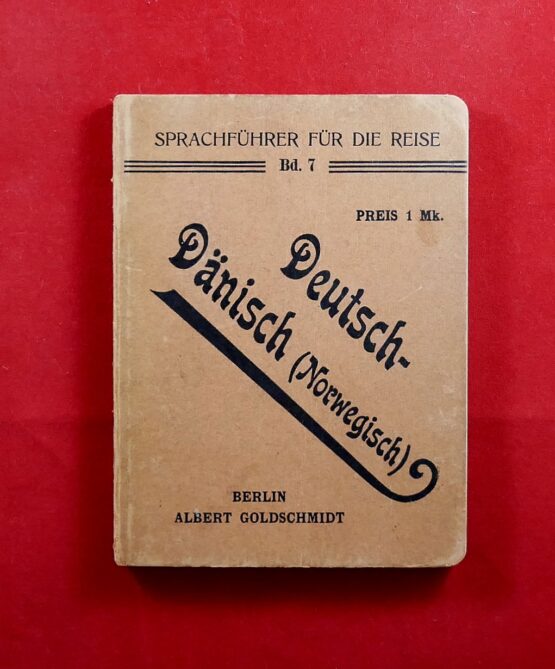 SPRACHFÜHRER FÜR DIE REISE
Bd. 7
PREIS 1 Mk.
Deutsch-
Dänisch (Norwegisch)
BERLIN
ALBERT GOLDSCHMIDT